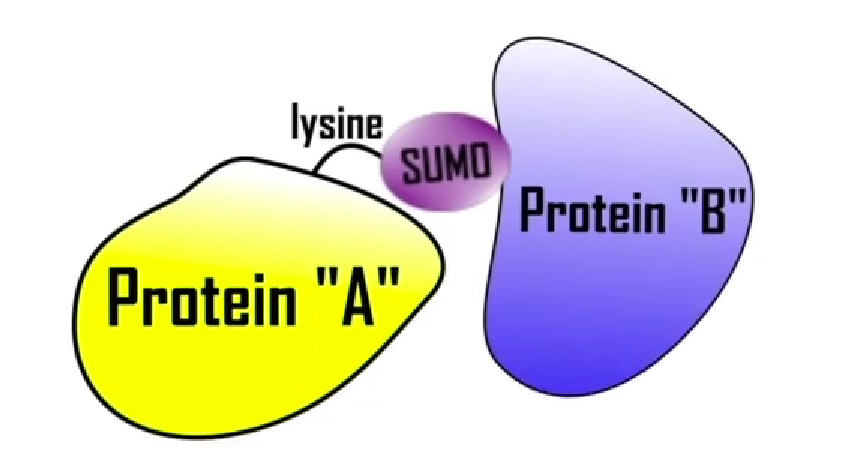 lysine
SUMO
Protein "B"
Protein "A"